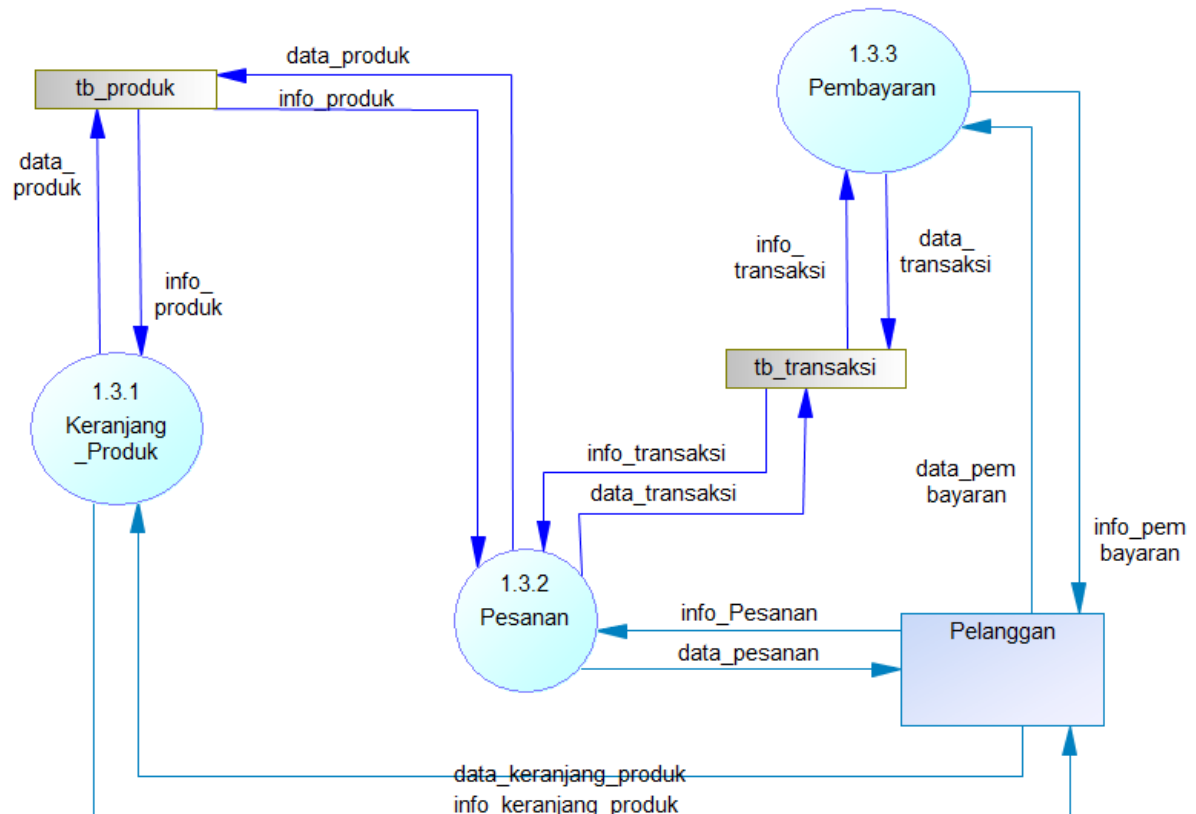 data_produk
tb_produk
info_produk
data_
produk
info_
produk
1.3.1
Keranjang
_Produk
1.3.3
Pembayaran
info_
transaksi
data_
transaksi
tb_transaksi
info_transaksi
data_transaksi
data_pem
bayaran
info_pem
bayaran
1.3.2
Pesanan
info_Pesanan
data_pesanan
Pelanggan
data_keranjang_produk
info_keranjang_produk